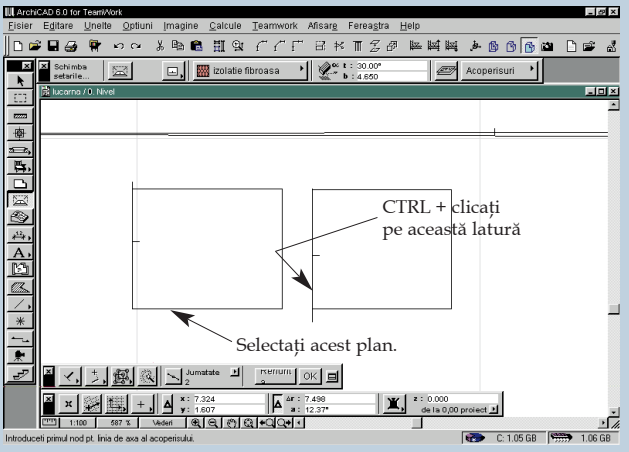 ArchiCAD 6.0 for TeamWork
Eisier Egitare Unelte Optiuni Imagine Calcule Teamwork Afisare Fereastra Help
Schimba
setarile...
izolatie fibroasa
α t : 30.00°
b : 4.650
Acoperisuri
lucarna / 0. Nivel
CTRL + clicați
pe această latură
Selectați acest plan.
Jumatate
2
OK
x: 7.324
y: 1.607
Δr: 7.498
a: 12.37°
z : 0.000
de la 0,00 proiect
1:100 587 % Vederi
Introduceti primul nod pt. linia de axa al acoperisului.
C: 1.05 GB 1.06 GB